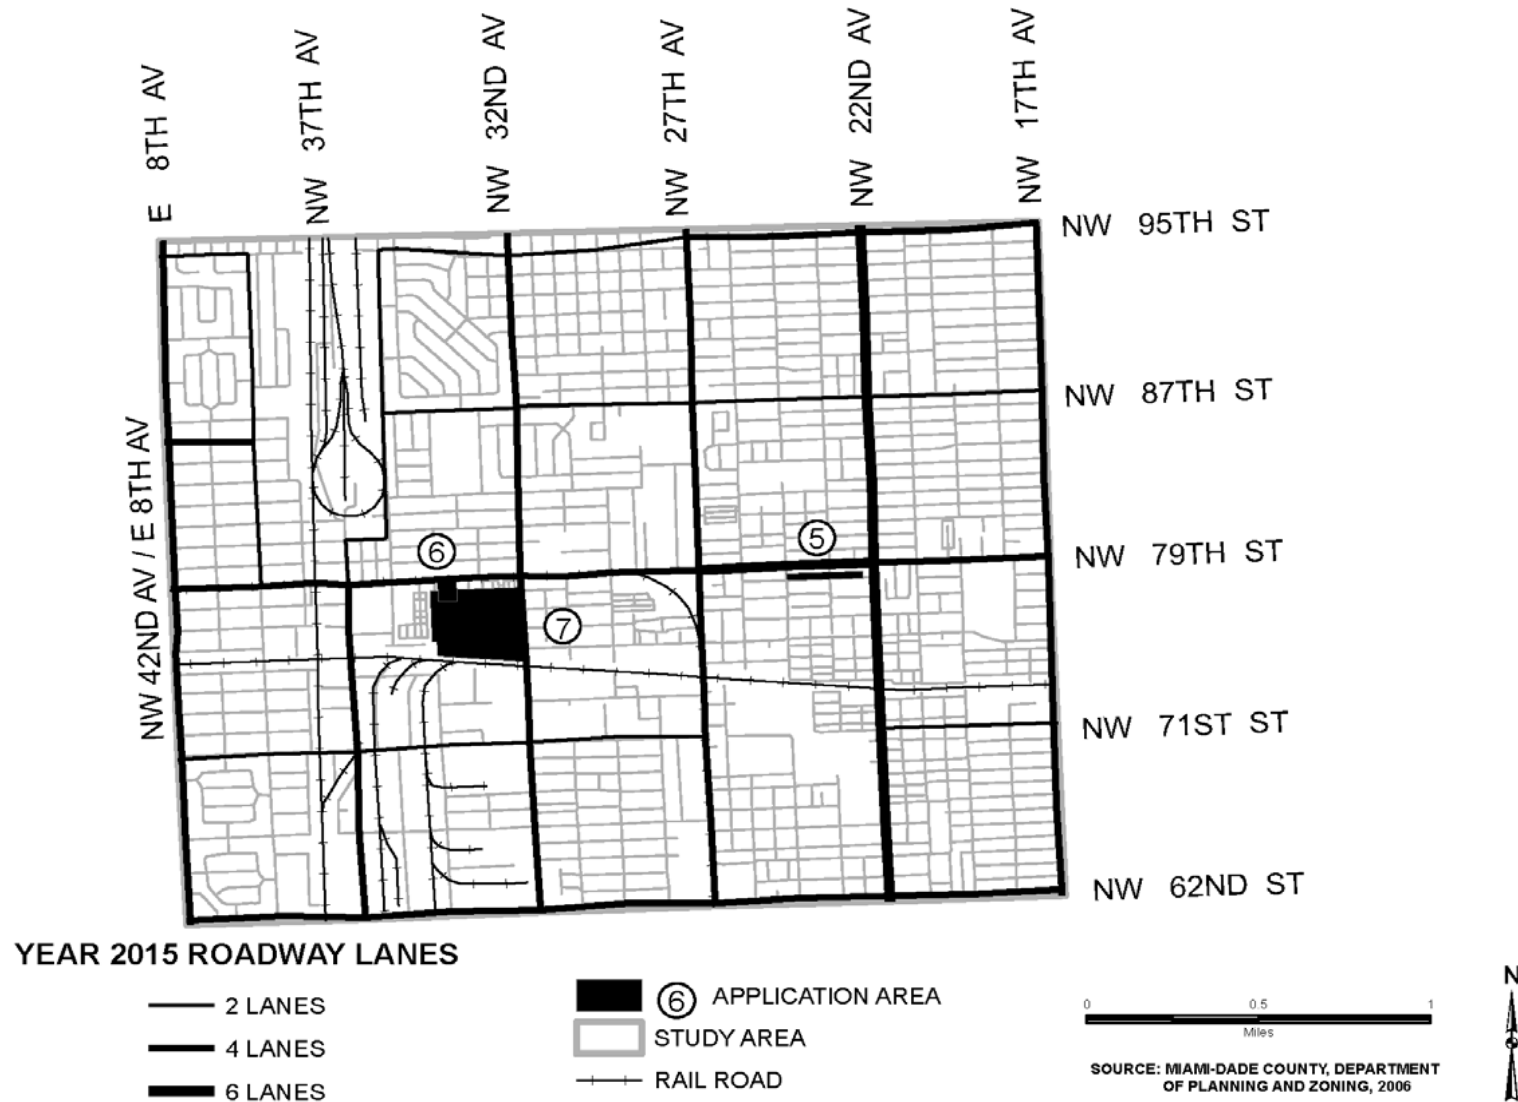 E 8TH AV
NW 37TH AV
NW 32ND AV
NW 27TH AV
NW 22ND AV
NW 17TH AV
NW 95TH ST
NW 87TH ST
NW 42ND AV / E 8TH AV
5
6
NW 79TH ST
7
NW 71ST ST
NW 62ND ST
YEAR 2015 ROADWAY LANES
2 LANES
4 LANES
6 LANES
6 APPLICATION AREA
STUDY AREA
RAIL ROAD
0 0.5 1
Miles
SOURCE: MIAMI-DADE COUNTY, DEPARTMENT
OF PLANNING AND ZONING, 2006
N